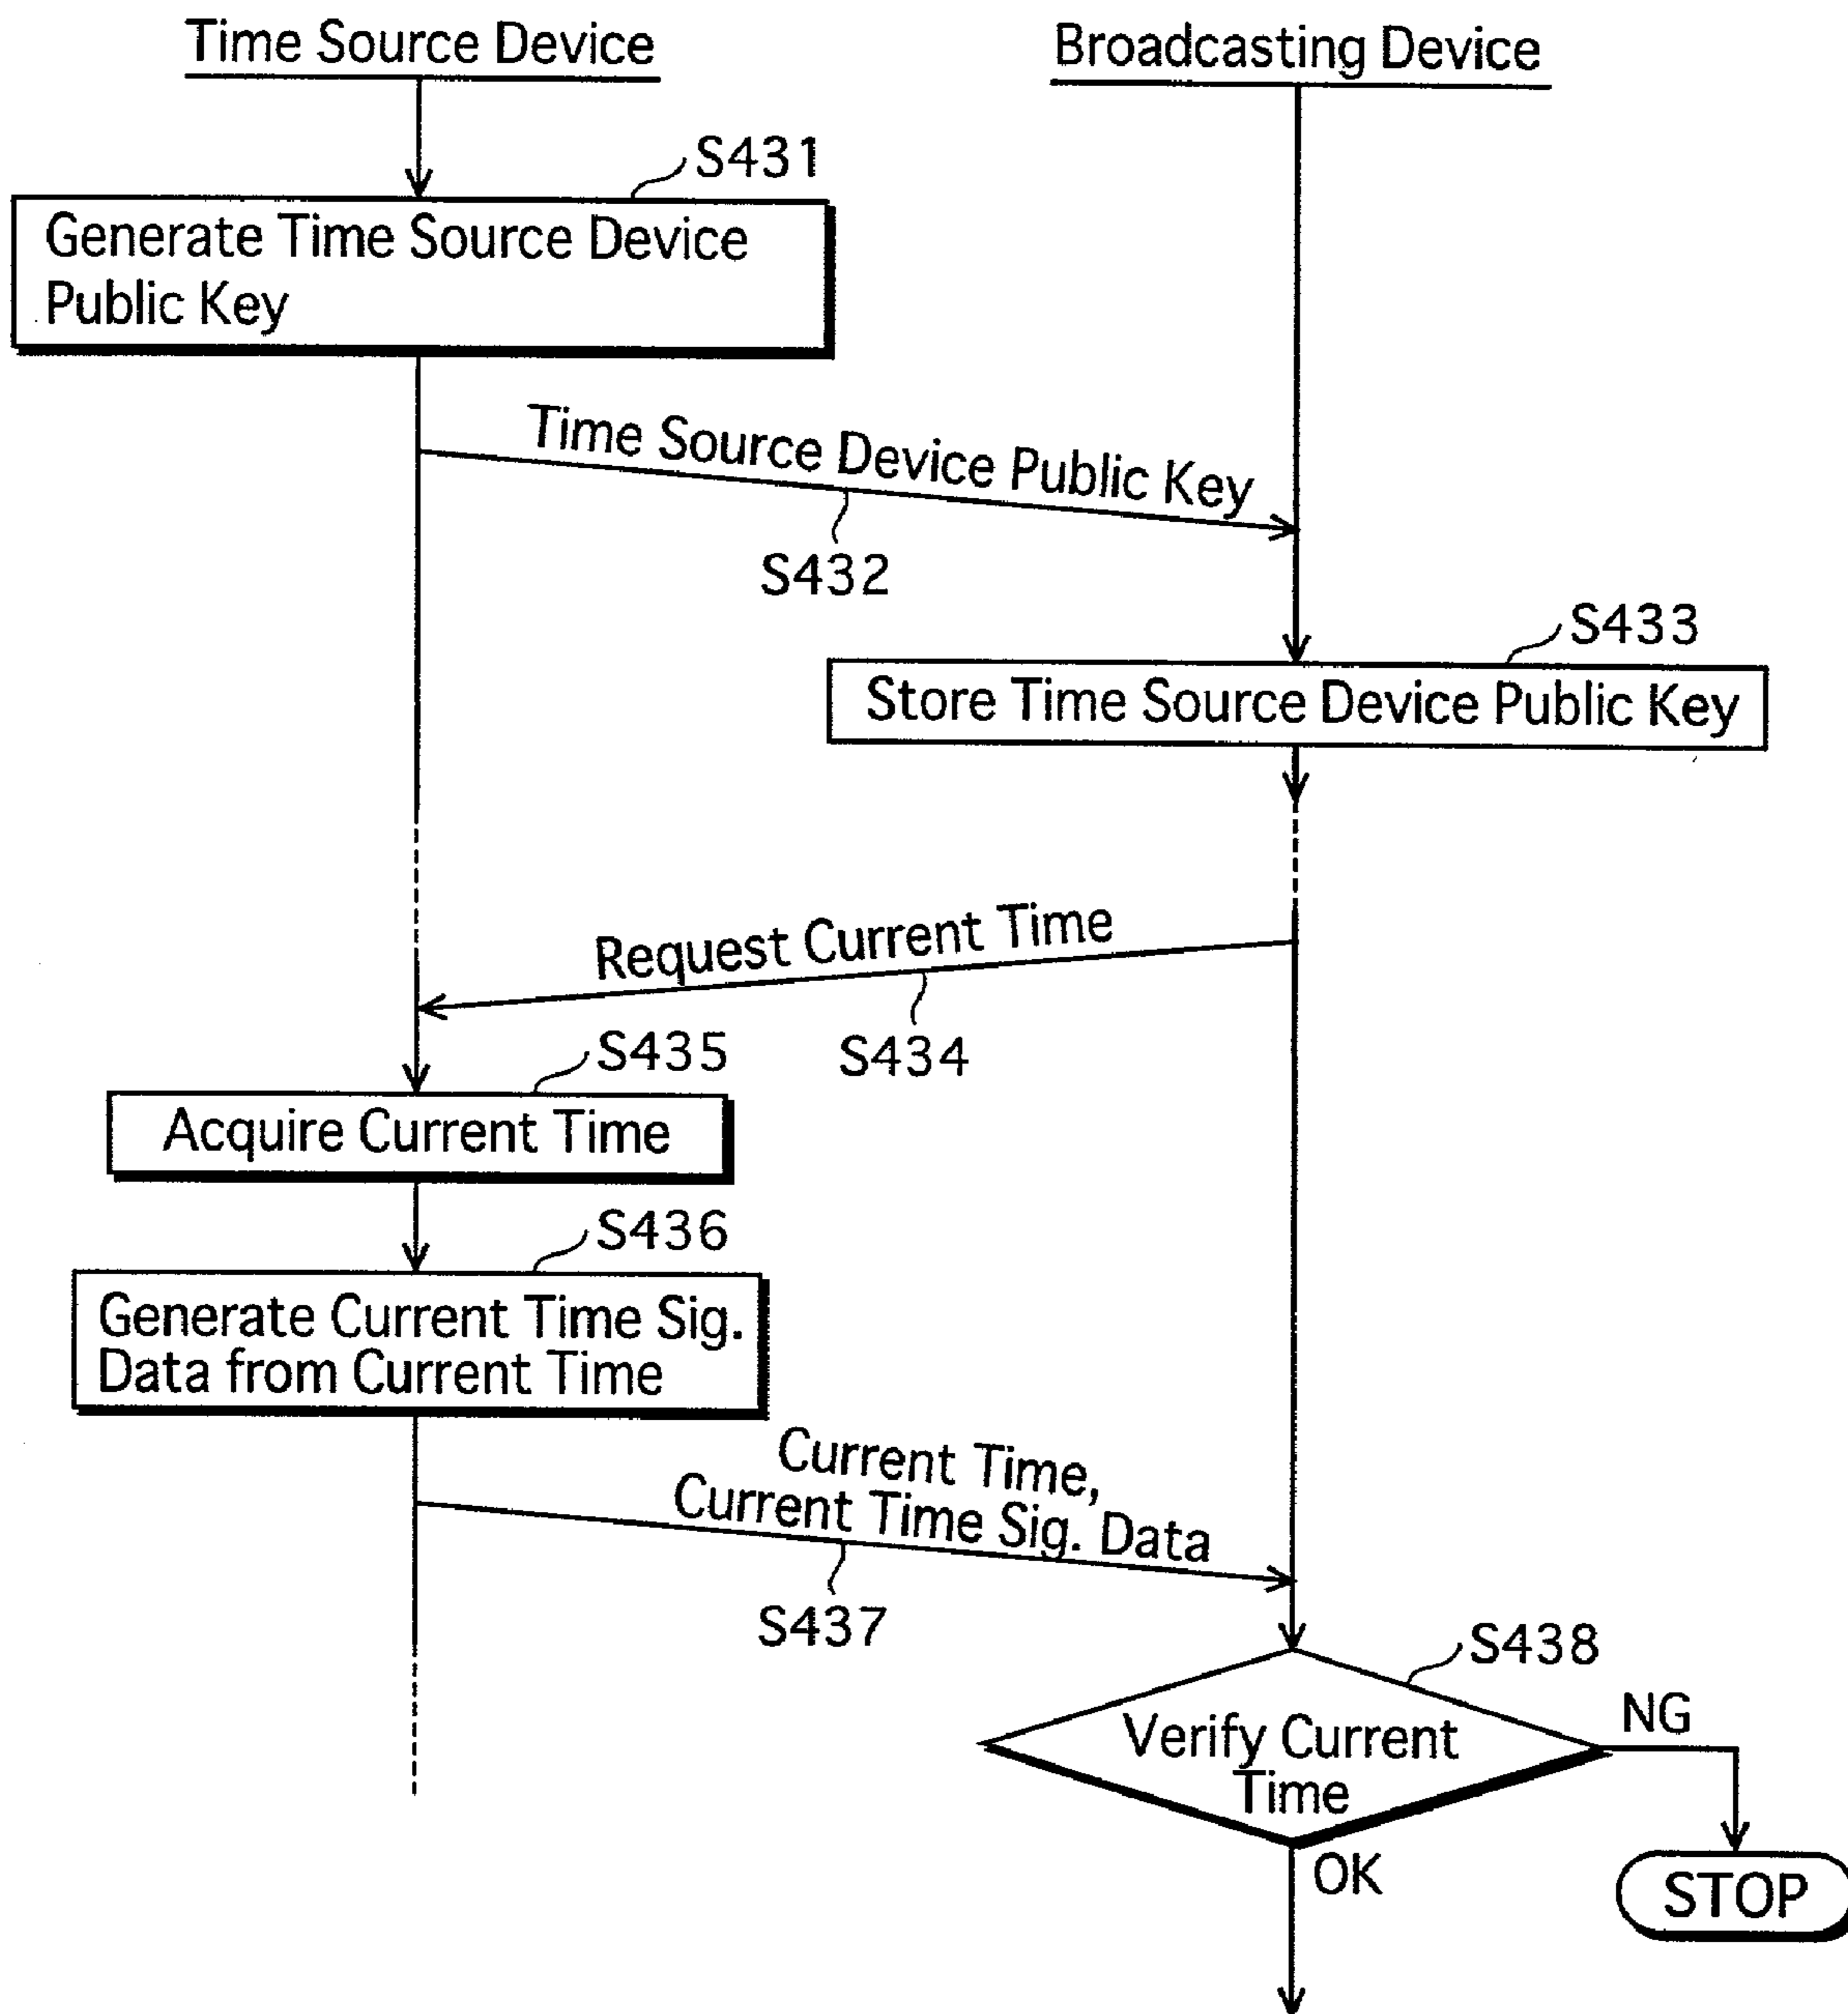 Time Source Device
Broadcasting Device
S431
Generate Time Source Device
Public Key
Time Source Device Public Key
S432
S433
Store Time Source Device Public Key
Request Current Time
S434
S435
Acquire Current Time
S436
Generate Current Time Sig.
Data from Current Time
Current Time,
Current Time Sig. Data
S437
S438
Verify Current
Time
NG
OK
STOP